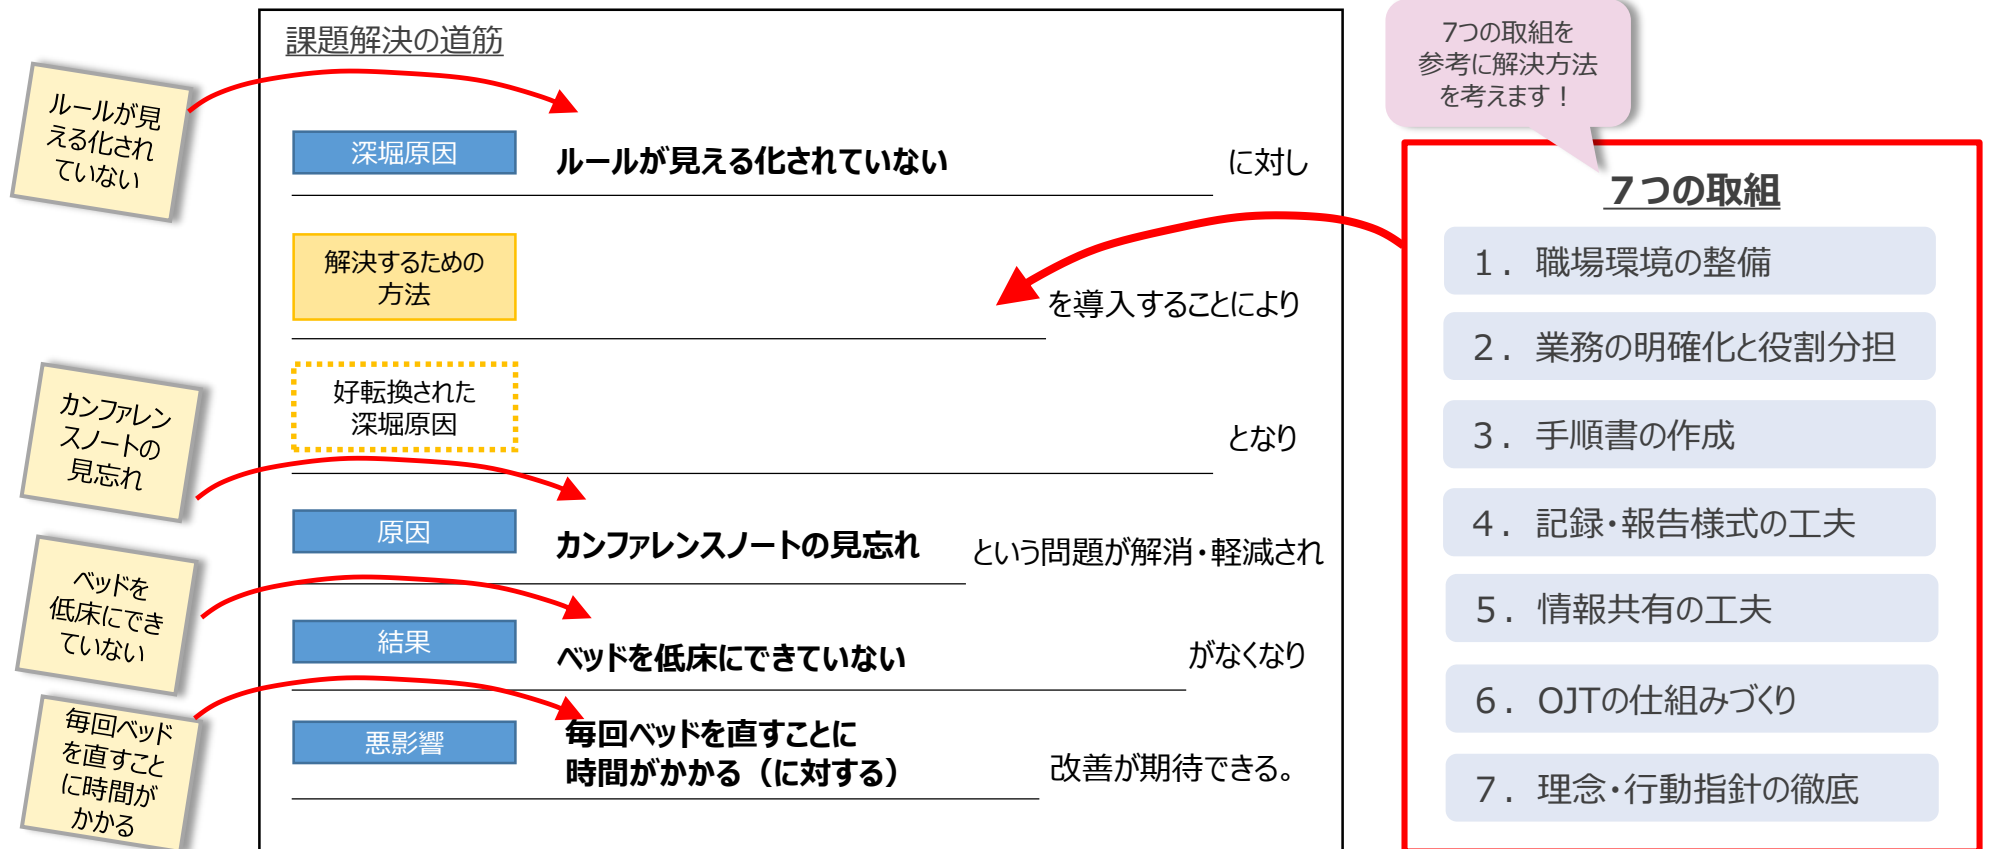 ルールが見
える化され
ていない
カンファレン
スノートの
見忘れ
ベッドを
低床にでき
ていない
毎回ベッド
を直すこと
に時間が
かかる
課題解決の道筋
深堀原因
ルールが見える化されていない
に対し
解決するための
方法
を導入することにより
好転換された
深堀原因
となり
原因
カンファレンスノートの見忘れ
という問題が解消・軽減され
結果
ベッドを低床にできていない
がなくなり
悪影響
毎回ベッドを直すことに
時間がかかる（に対する）
改善が期待できる。
7つの取組を
参考に解決方法
を考えます！
７つの取組
１．職場環境の整備
２．業務の明確化と役割分担
３．手順書の作成
４．記録・報告様式の工夫
５．情報共有の工夫
６．OJTの仕組みづくり
７．理念・行動指針の徹底